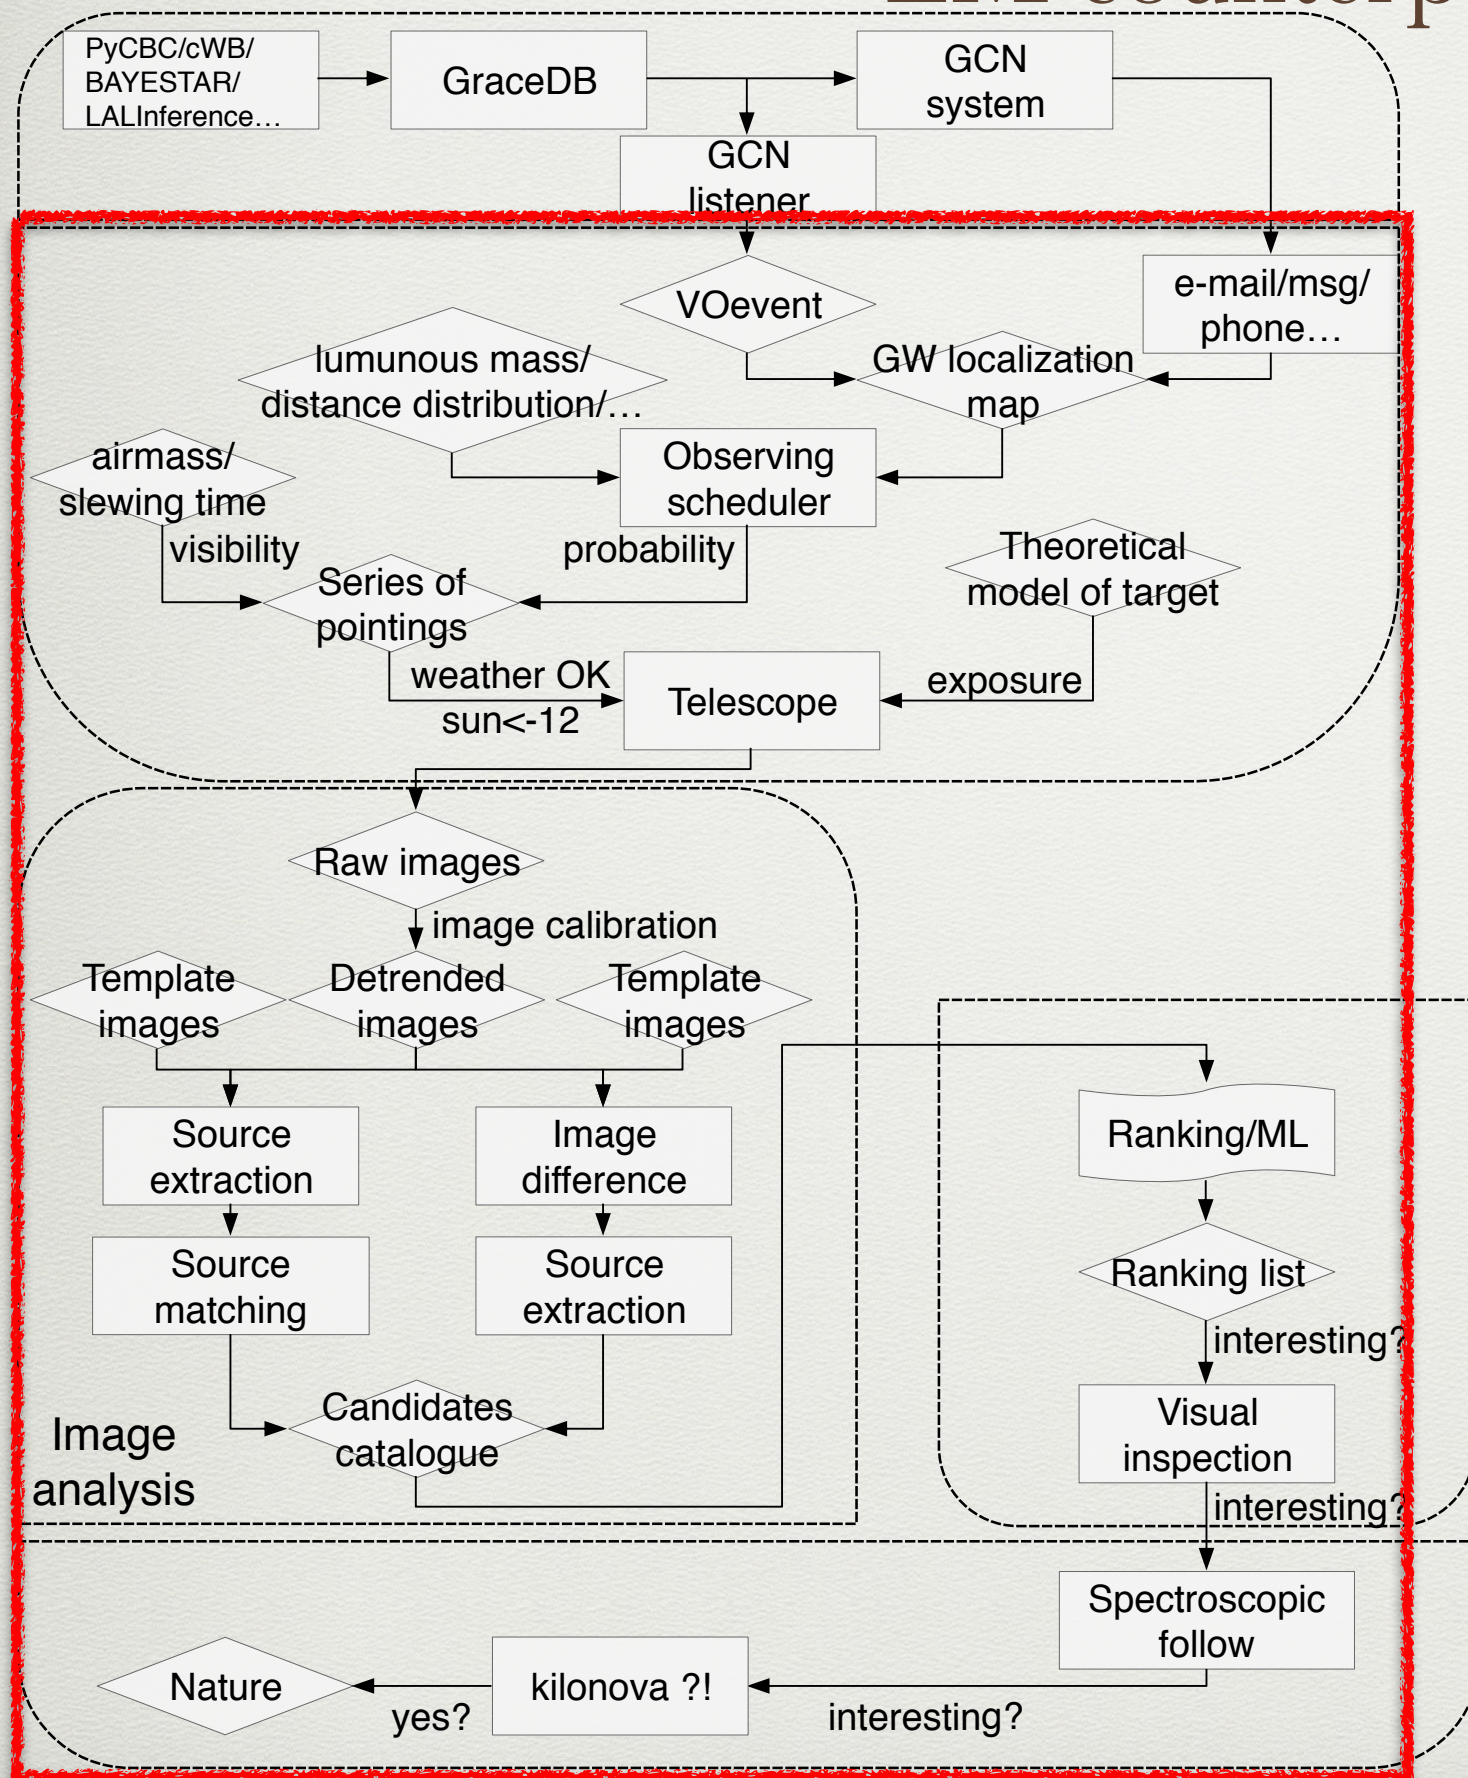 PyCBC/cWB/
BAYESTAR/
LALInference…
GraceDB
GCN
system
GCN
listener
VOevent
e-mail/msg/
phone…
lumunous mass/
distance distribution/…
GW localization
map
airmass/
slewing time
Observing
scheduler
visibility
probability
Theoretical
model of target
Series of
pointings
weather OK
sun<-12
Telescope
exposure
Raw images
image calibration
Template
images
Detrended
images
Template
images
Source
extraction
Image
difference
Ranking/ML
Source
matching
Source
extraction
Ranking list
interesting?
Candidates
catalogue
Visual
inspection
Image
analysis
interesting?
Spectroscopic
follow
Nature
yes?
kilonova ?!
interesting?